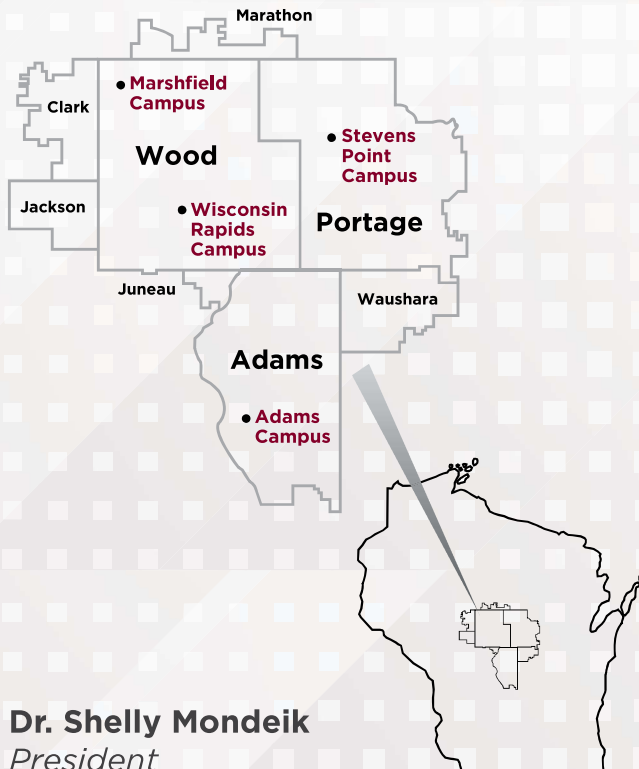 Marathon
Marshfield
Campus
Clark
Stevens
Point
Campus
Wood
Jackson
Wisconsin
Rapids
Campus
Portage
Juneau
Waushara
Adams
Adams
Campus
Dr. Shelly Mondeik
President